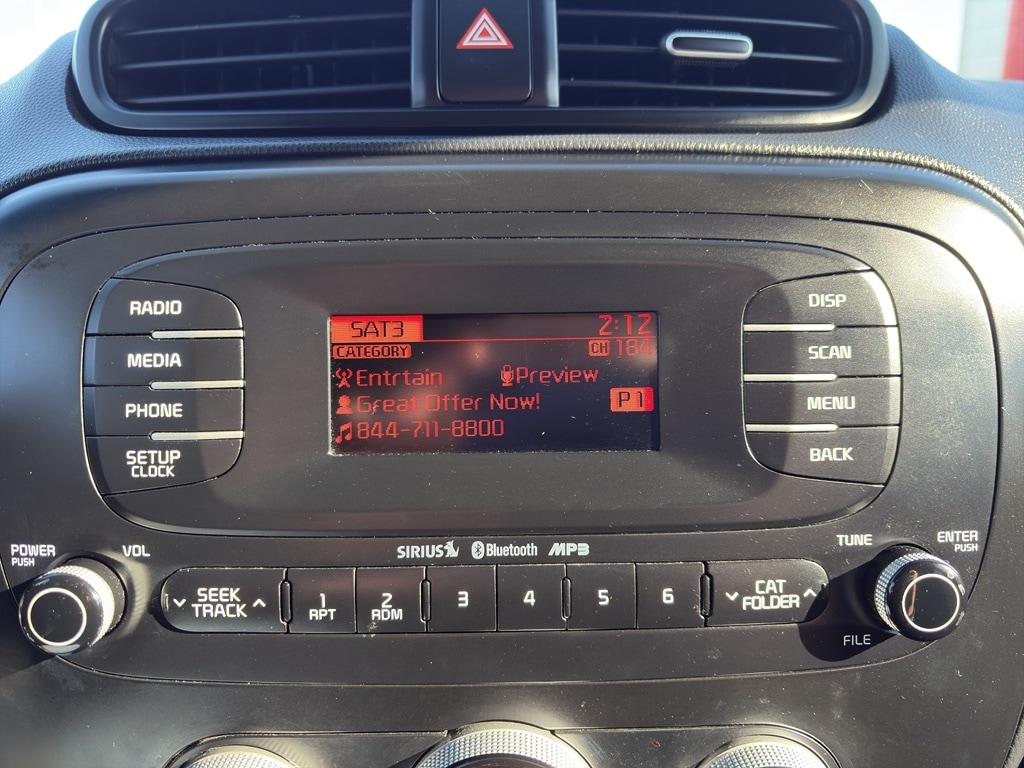 SAT3 2:12
CATEGORY CH 184
Entrtain Preview
Great Offer Now! P1
844-711-8800
RADIO
MEDIA
PHONE
SETUP
CLOCK
DISP
SCAN
MENU
BACK
POWER
PUSH
VOL
SIRIUS Bluetooth MP3
TUNE
ENTER
PUSH
SEEK
TRACK
1
RPT
2
RDM
3
4
5
6
CAT
FOLDER
FILE